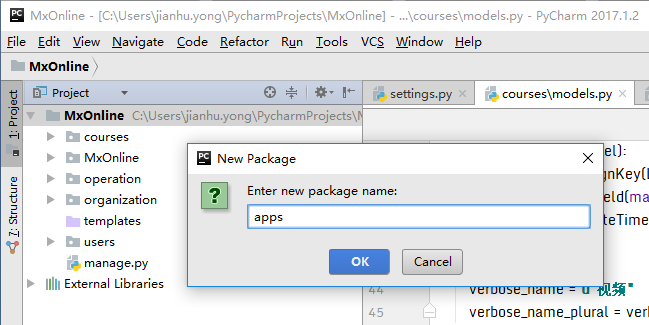 MxOnline - [C:\Users\jianhu.yong\PycharmProjects\MxOnline] - ...\courses\models.py - PyCharm 2017.1.2
File Edit View Navigate Code Refactor Run Tools VCS Window Help
MxOnline
Project
settings.py
courses\models.py
1: Project
7: Structure
MxOnline C:\Users\jianhu.yong\PycharmProjects\M
courses
MxOnline
operation
organization
templates
users
manage.py
External Libraries
New Package
Enter new package name:
apps
OK Cancel
el):
gnKey(
eld(ma
teTime
44 verbose_name = u"视频"
45 verbose_name_plural = verb